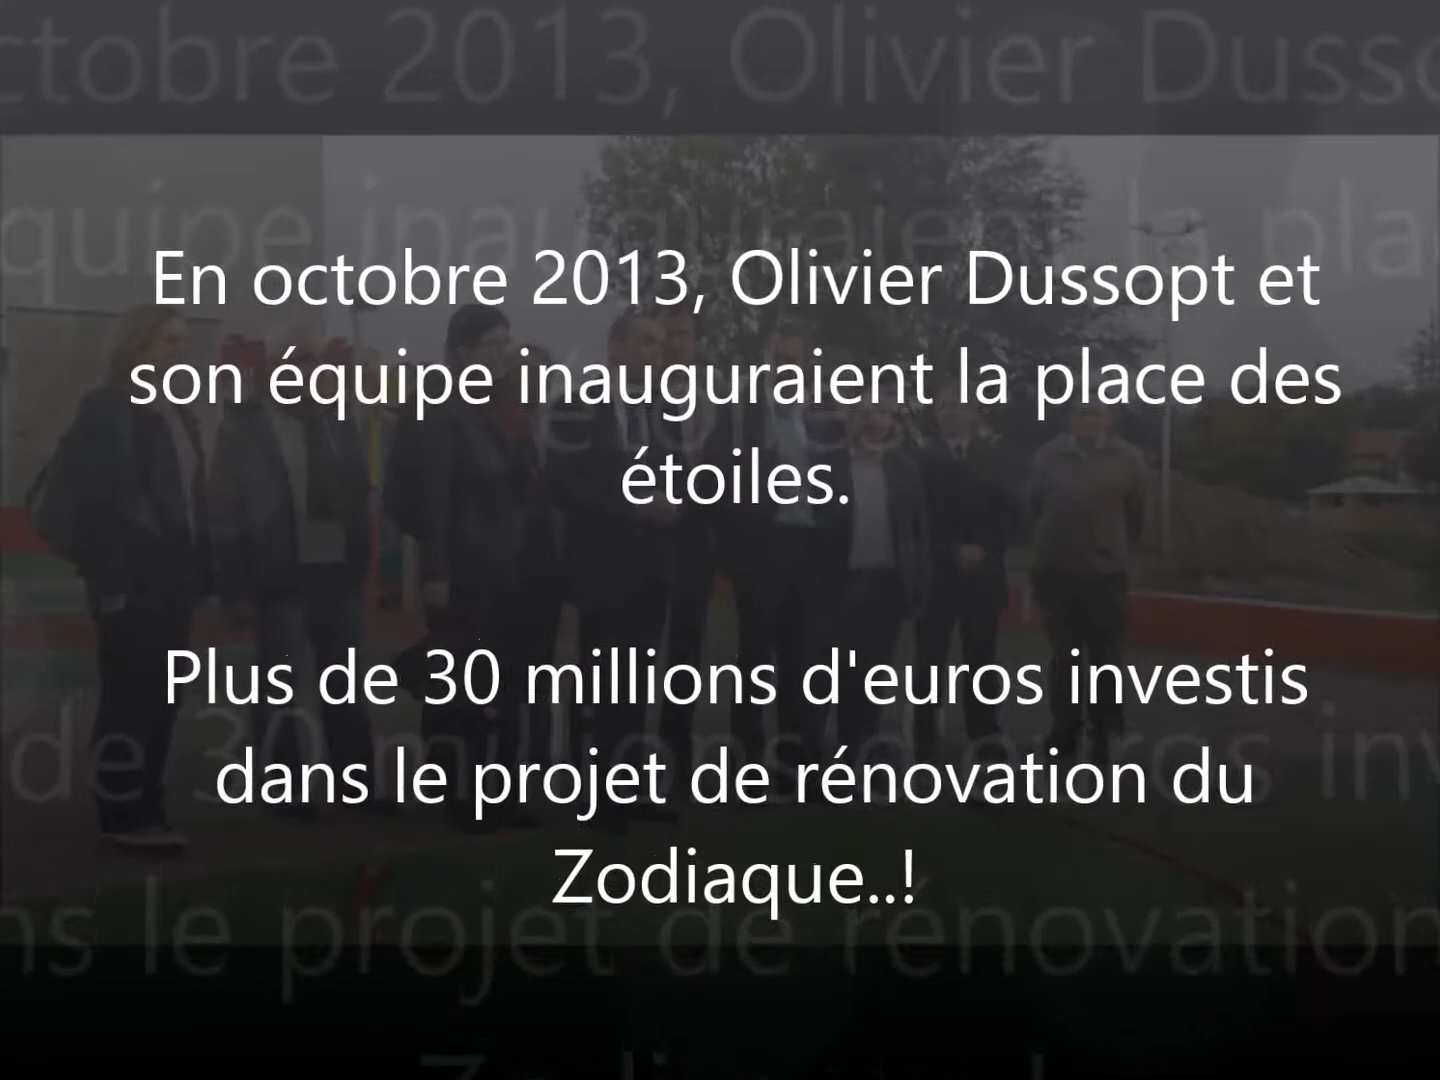 En octobre 2013, Olivier Dussopt et
son équipe inauguraient la place des
étoiles.
Plus de 30 millions d'euros investis
dans le projet de rénovation du
Zodiaque..!